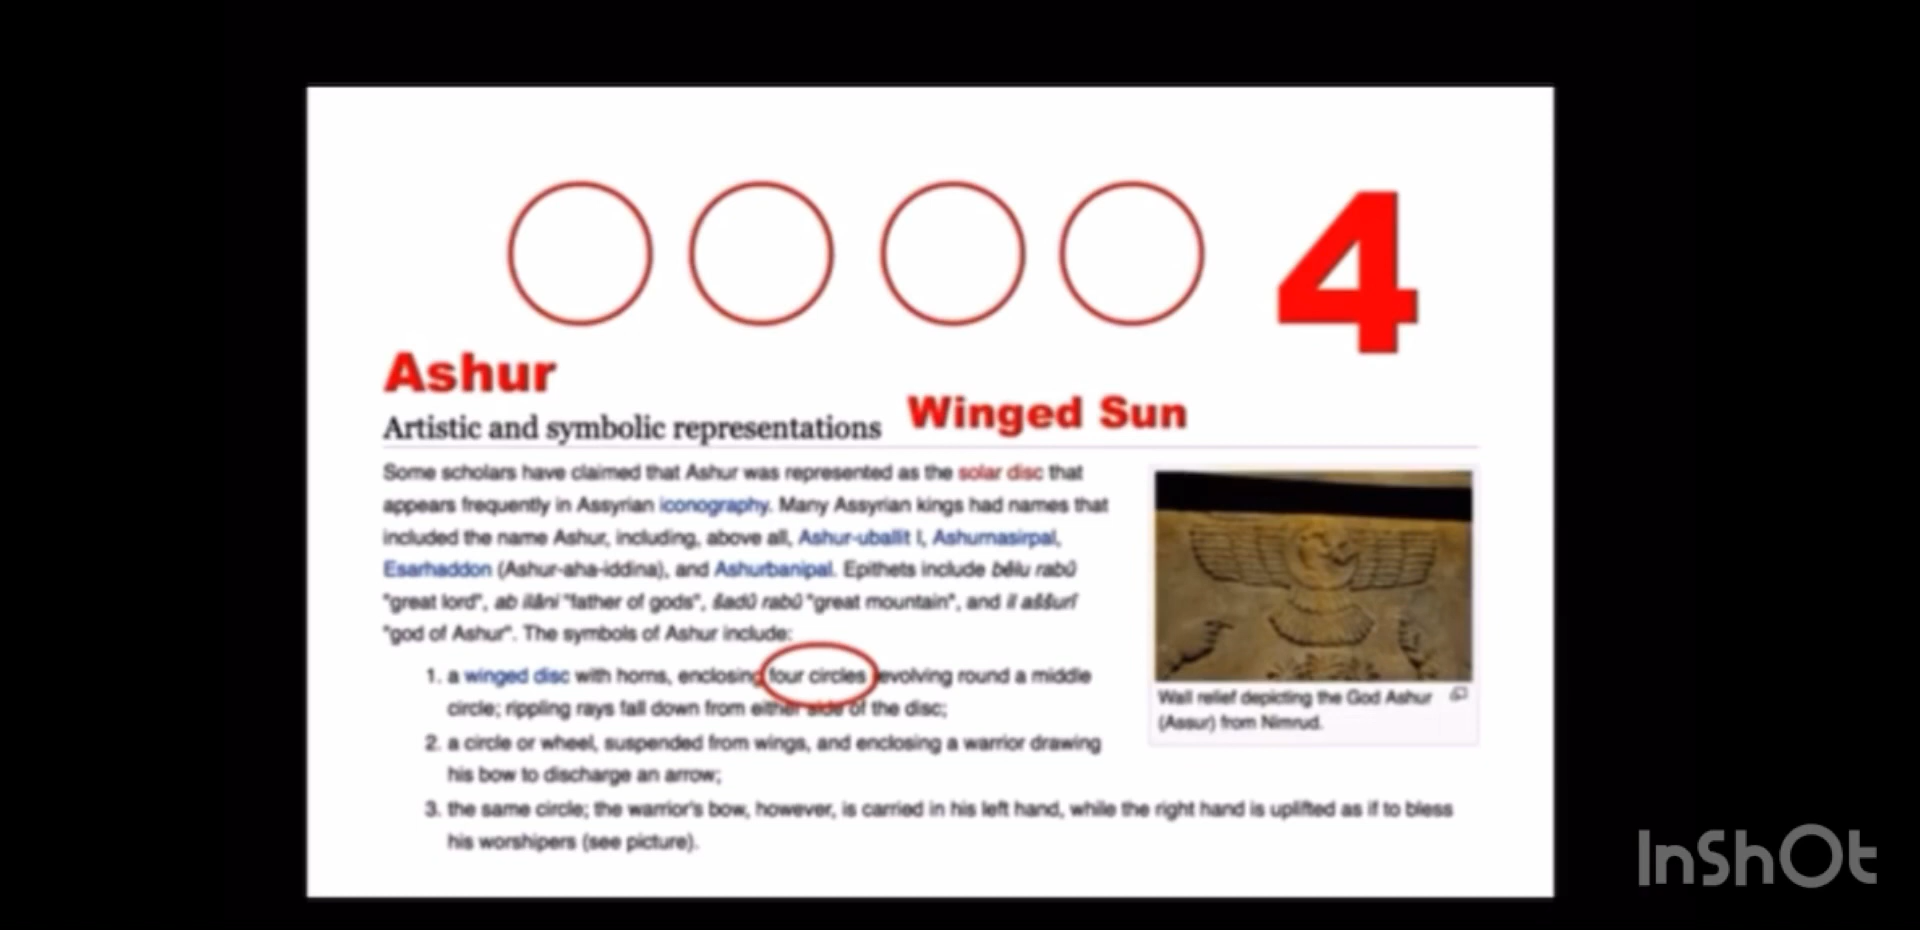 4
Ashur
Winged Sun
Artistic and symbolic representations
Some scholars have claimed that Ashur was represented as the solar disc that
appears frequently in Assyrian iconography. Many Assyrian kings had names that
included the name Ashur, including, above all, Ashur-uballit I, Ashurnasirpal,
Esarhaddon (Ashur-aha-iddina), and Ashurbanipal. Epithets include bêlu rabû
"great lord", ab ilâni "father of gods", šadû rabû "great mountain", and il aššurî
"god of Ashur". The symbols of Ashur include:
1. a winged disc with horns, enclosing four circles revolving round a middle
circle; rippling rays fall down from either side of the disc;
2. a circle or wheel, suspended from wings, and enclosing a warrior drawing
his bow to discharge an arrow;
3. the same circle; the warrior's bow, however, is carried in his left hand, while the right hand is uplifted as if to bless
his worshipers (see picture).
Wall relief depicting the God Ashur
(Assur) from Nimrud.
InShOt